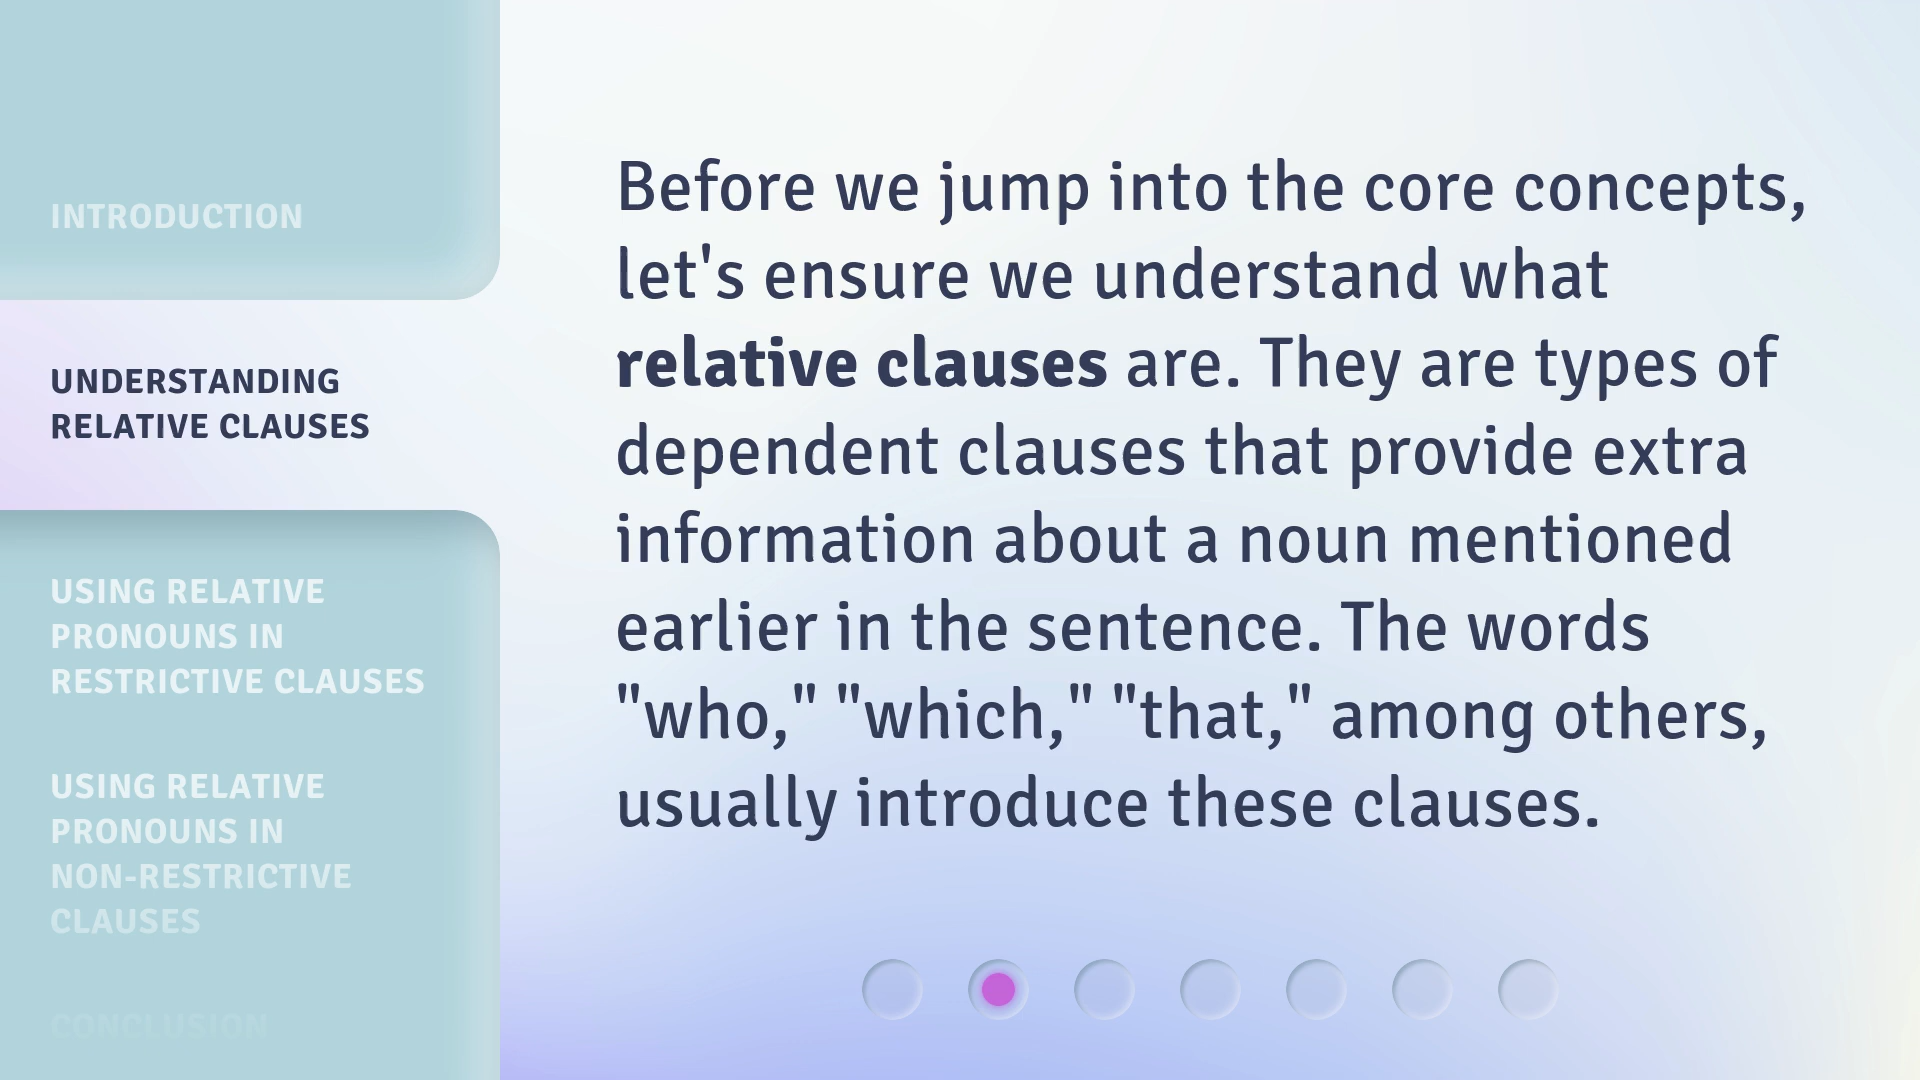 INTRODUCTION
UNDERSTANDING
RELATIVE CLAUSES
USING RELATIVE
PRONOUNS IN
RESTRICTIVE CLAUSES
USING RELATIVE
PRONOUNS IN
NON-RESTRICTIVE
CLAUSES
CONCLUSION
Before we jump into the core concepts,
let's ensure we understand what
relative clauses are. They are types of
dependent clauses that provide extra
information about a noun mentioned
earlier in the sentence. The words
"who," "which," "that," among others,
usually introduce these clauses.